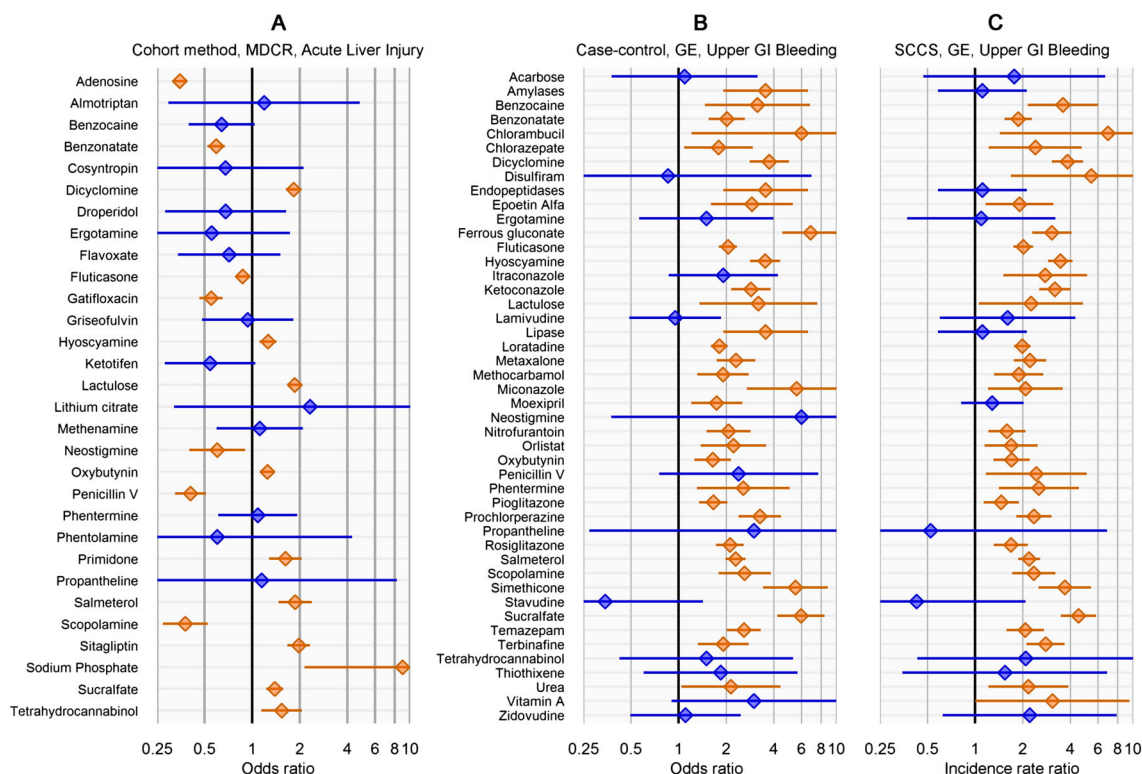 A
Cohort method, MDCR, Acute Liver Injury
Adenosine
Almotriptan
Benzocaine
Benzonatate
Cosyntropin
Dicyclomine
Droperidol
Ergotamine
Flavoxate
Fluticasone
Gatifloxacin
Griseofulvin
Hyoscyamine
Ketotifen
Lactulose
Lithium citrate
Methenamine
Neostigmine
Oxybutynin
Penicillin V
Phentermine
Phentolamine
Primidone
Propantheline
Salmeterol
Scopolamine
Sitagliptin
Sodium Phosphate
Sucralfate
Tetrahydrocannabinol
0.25 0.5 1 2 4 6 8 10
Odds ratio
B
Case-control, GE, Upper GI Bleeding
Acarbose
Amylases
Benzocaine
Benzonatate
Chlorambucil
Chlorazepate
Dicyclomine
Disulfiram
Endopeptidases
Epoetin Alfa
Ergotamine
Ferrous gluconate
Fluticasone
Hyoscyamine
Itraconazole
Ketoconazole
Lactulose
Lamivudine
Lipase
Loratadine
Metaxalone
Methocarbamol
Miconazole
Moexipril
Neostigmine
Nitrofurantoin
Orlistat
Oxybutynin
Penicillin V
Phentermine
Pioglitazone
Prochlorperazine
Propantheline
Rosiglitazone
Salmeterol
Scopolamine
Simethicone
Stavudine
Sucralfate
Temazepam
Terbinafine
Tetrahydrocannabinol
Thiothixene
Urea
Vitamin A
Zidovudine
0.25 0.5 1 2 4 6 8 10
Odds ratio
C
SCCS, GE, Upper GI Bleeding
0.25 0.5 1 2 4 6 8 10
Incidence rate ratio